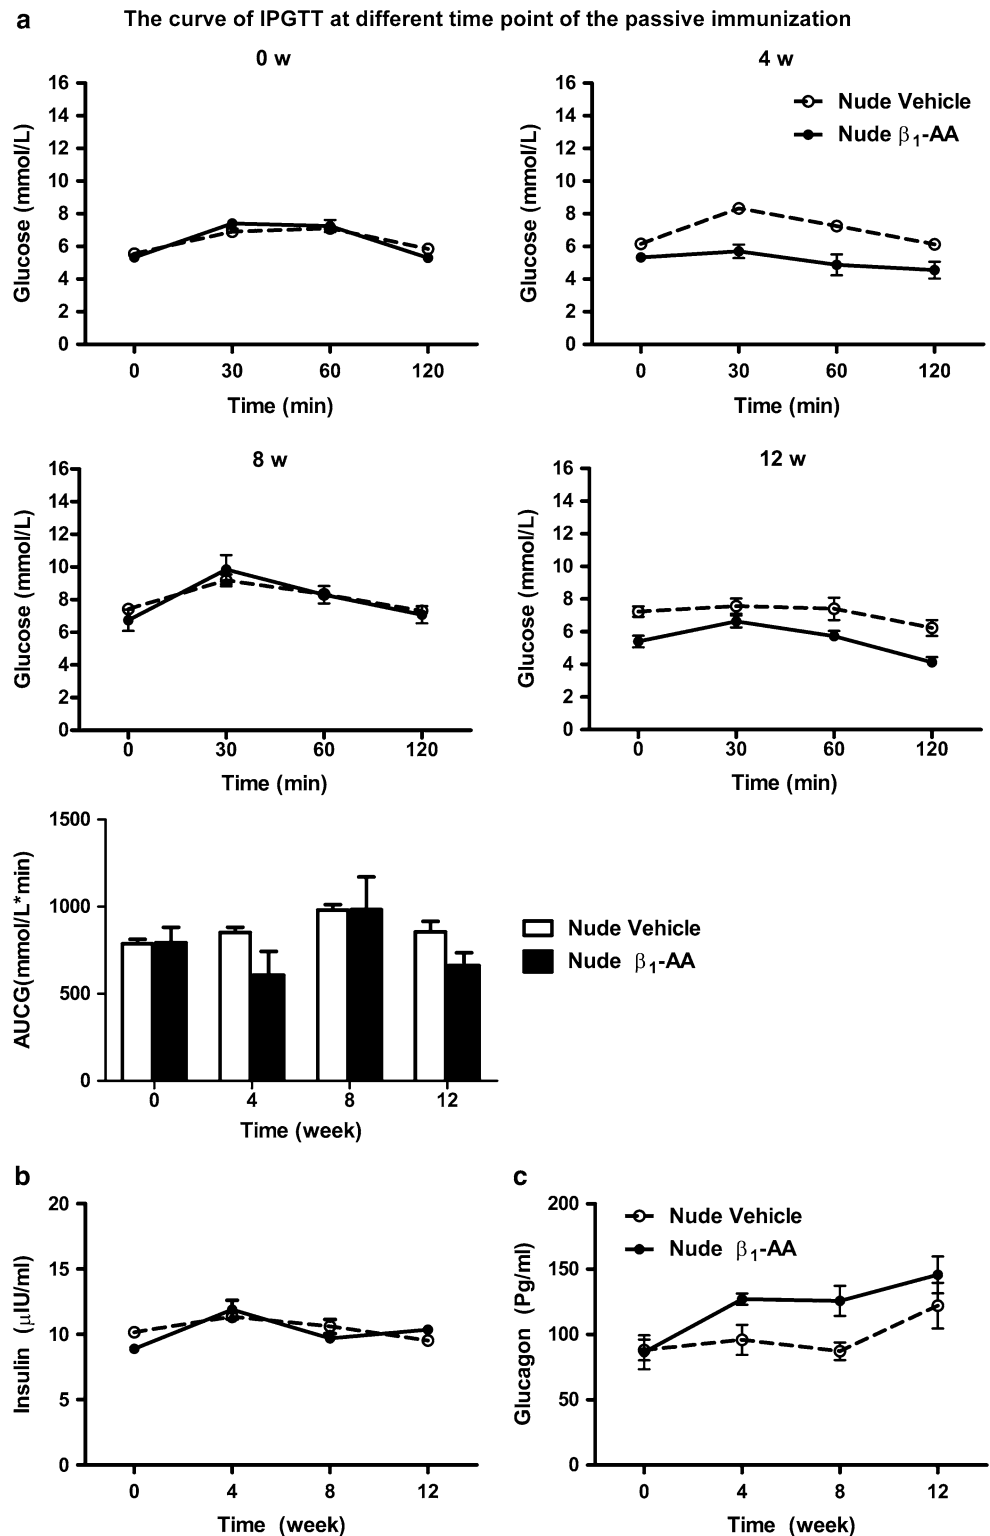 a
The curve of IPGTT at different time point of the passive immunization
0 w
16
14
12
10
8
6
4
2
0
Glucose (mmol/L)
0 30 60 120
Time (min)
4 w
16
14
12
10
8
6
4
2
0
Glucose (mmol/L)
0 30 60 120
Time (min)
Nude Vehicle
Nude β1-AA
8 w
16
14
12
10
8
6
4
2
0
Glucose (mmol/L)
0 30 60 120
Time (min)
12 w
16
14
12
10
8
6
4
2
0
Glucose (mmol/L)
0 30 60 120
Time (min)
1500
1000
500
0
AUCG(mmol/L*min)
0 4 8 12
Time (week)
Nude Vehicle
Nude β1-AA
b
20
15
10
5
0
Insulin (μIU/ml)
0 4 8 12
Time (week)
c
200
150
100
50
0
Glucagon (Pg/ml)
0 4 8 12
Time (week)
Nude Vehicle
Nude β1-AA